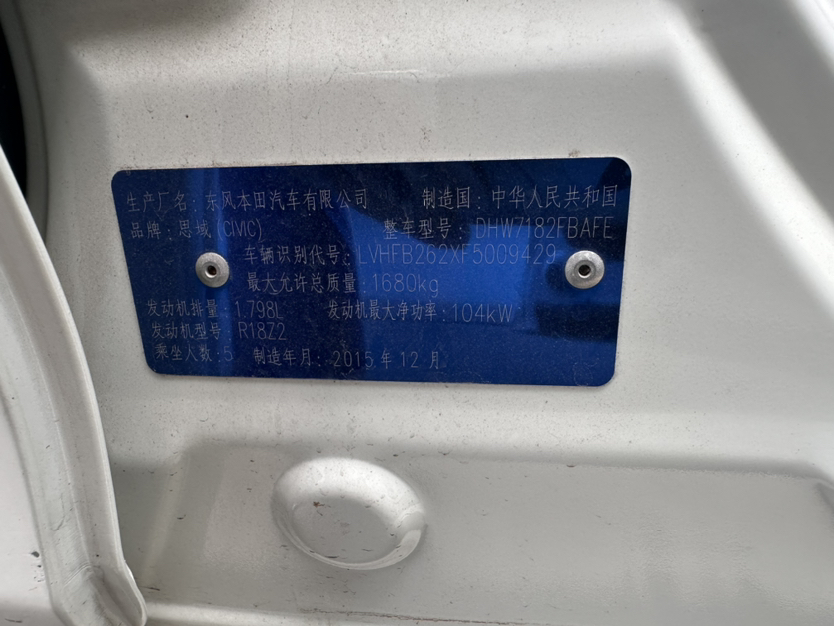 生产厂名：东风本田汽车有限公司 制造国：中华人民共和国
品牌：思域(CIVIC) 整车型号：DHW7182FBAFE
车辆识别代号：LVHFB262XF5009429
最大允许总质量：1680kg
发动机排量：1.798L 发动机最大净功率：104kW
发动机型号：R18Z2
乘坐人数：5 制造年月：2015年12月